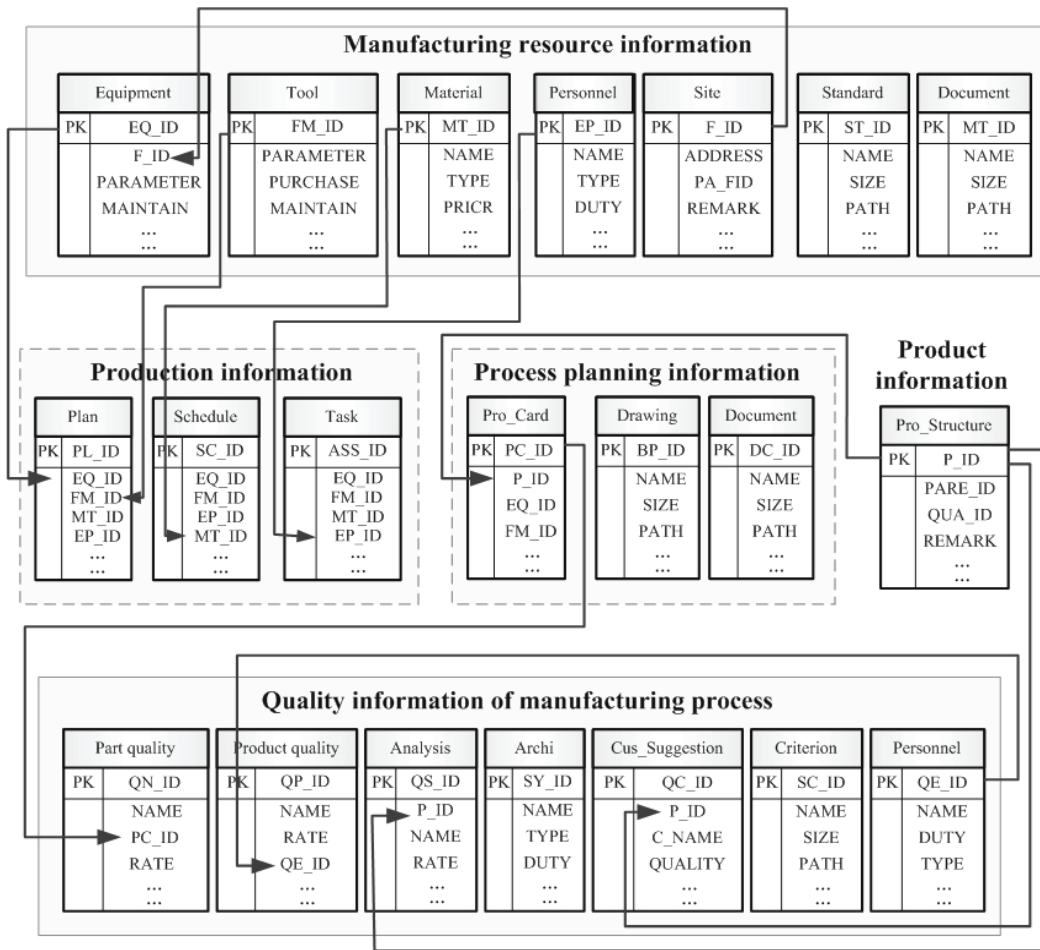 Manufacturing resource information
Equipment
PK EQ_ID
F_ID
PARAMETER
MAINTAIN
...
...
Tool
PK FM_ID
PARAMETER
PURCHASE
MAINTAIN
...
...
Material
PK MT_ID
NAME
TYPE
PRICR
...
...
Personnel
PK EP_ID
NAME
TYPE
DUTY
...
...
Site
PK F_ID
ADDRESS
PA_FID
REMARK
...
...
Standard
PK ST_ID
NAME
SIZE
PATH
...
...
Document
PK MT_ID
NAME
SIZE
PATH
...
...
Production information
Plan
PK PL_ID
EQ_ID
FM_ID
MT_ID
EP_ID
...
...
Schedule
PK SC_ID
EQ_ID
FM_ID
EP_ID
MT_ID
...
...
Task
PK ASS_ID
EQ_ID
FM_ID
MT_ID
EP_ID
...
...
Process planning information
Pro_Card
PK PC_ID
P_ID
EQ_ID
FM_ID
...
...
Drawing
PK BP_ID
NAME
SIZE
PATH
...
...
Document
PK DC_ID
NAME
SIZE
PATH
...
...
Product
information
Pro_Structure
PK P_ID
PARE_ID
QUA_ID
REMARK
...
...
Quality information of manufacturing process
Part quality
PK QN_ID
NAME
PC_ID
RATE
...
...
Product quality
PK QP_ID
NAME
RATE
QE_ID
...
...
Analysis
PK QS_ID
P_ID
NAME
RATE
...
...
Archi
PK SY_ID
NAME
TYPE
DUTY
...
...
Cus_Suggestion
PK QC_ID
P_ID
C_NAME
QUALITY
...
...
Criterion
PK SC_ID
NAME
SIZE
PATH
...
...
Personnel
PK QE_ID
NAME
DUTY
TYPE
...
...